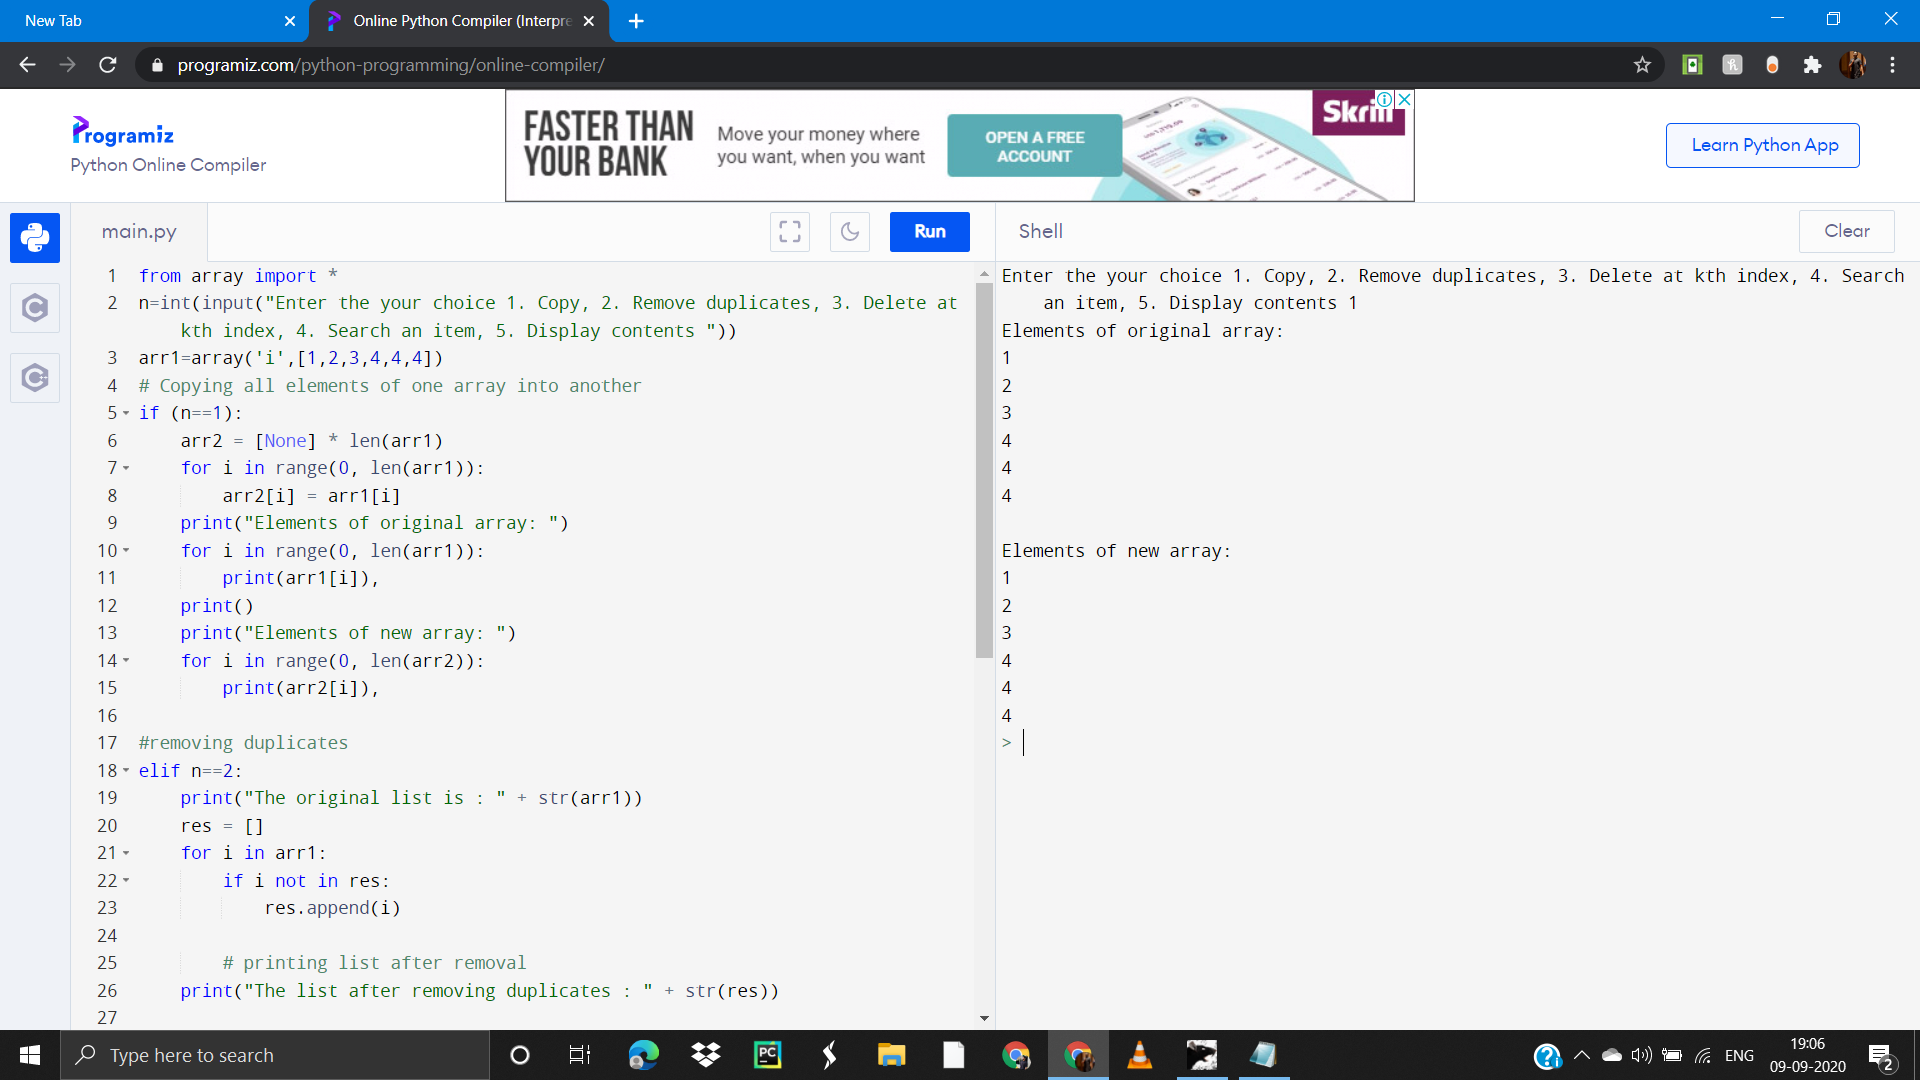 New Tab
Online Python Compiler (Interpre
programiz.com/python-programming/online-compiler/
Programiz
Python Online Compiler
FASTER THAN
YOUR BANK
Move your money where
you want, when you want
OPEN A FREE
ACCOUNT
Skrill
Learn Python App
main.py
Run
Shell
Clear
1 from array import *
2 n=int(input("Enter the your choice 1. Copy, 2. Remove duplicates, 3. Delete at
kth index, 4. Search an item, 5. Display contents "))
3 arr1=array('i',[1,2,3,4,4,4])
4 # Copying all elements of one array into another
5 if (n==1):
6 arr2 = [None] * len(arr1)
7 for i in range(0, len(arr1)):
8 arr2[i] = arr1[i]
9 print("Elements of original array: ")
10 for i in range(0, len(arr1)):
11 print(arr1[i]),
12 print()
13 print("Elements of new array: ")
14 for i in range(0, len(arr2)):
15 print(arr2[i]),
16
17 #removing duplicates
18 elif n==2:
19 print("The original list is : " + str(arr1))
20 res = []
21 for i in arr1:
22 if i not in res:
23 res.append(i)
24
25 # printing list after removal
26 print("The list after removing duplicates : " + str(res))
27
Enter the your choice 1. Copy, 2. Remove duplicates, 3. Delete at kth index, 4. Search
an item, 5. Display contents 1
Elements of original array:
1
2
3
4
4
4
Elements of new array:
1
2
3
4
4
4
>
Type here to search
PC
ENG
19:06
09-09-2020
2